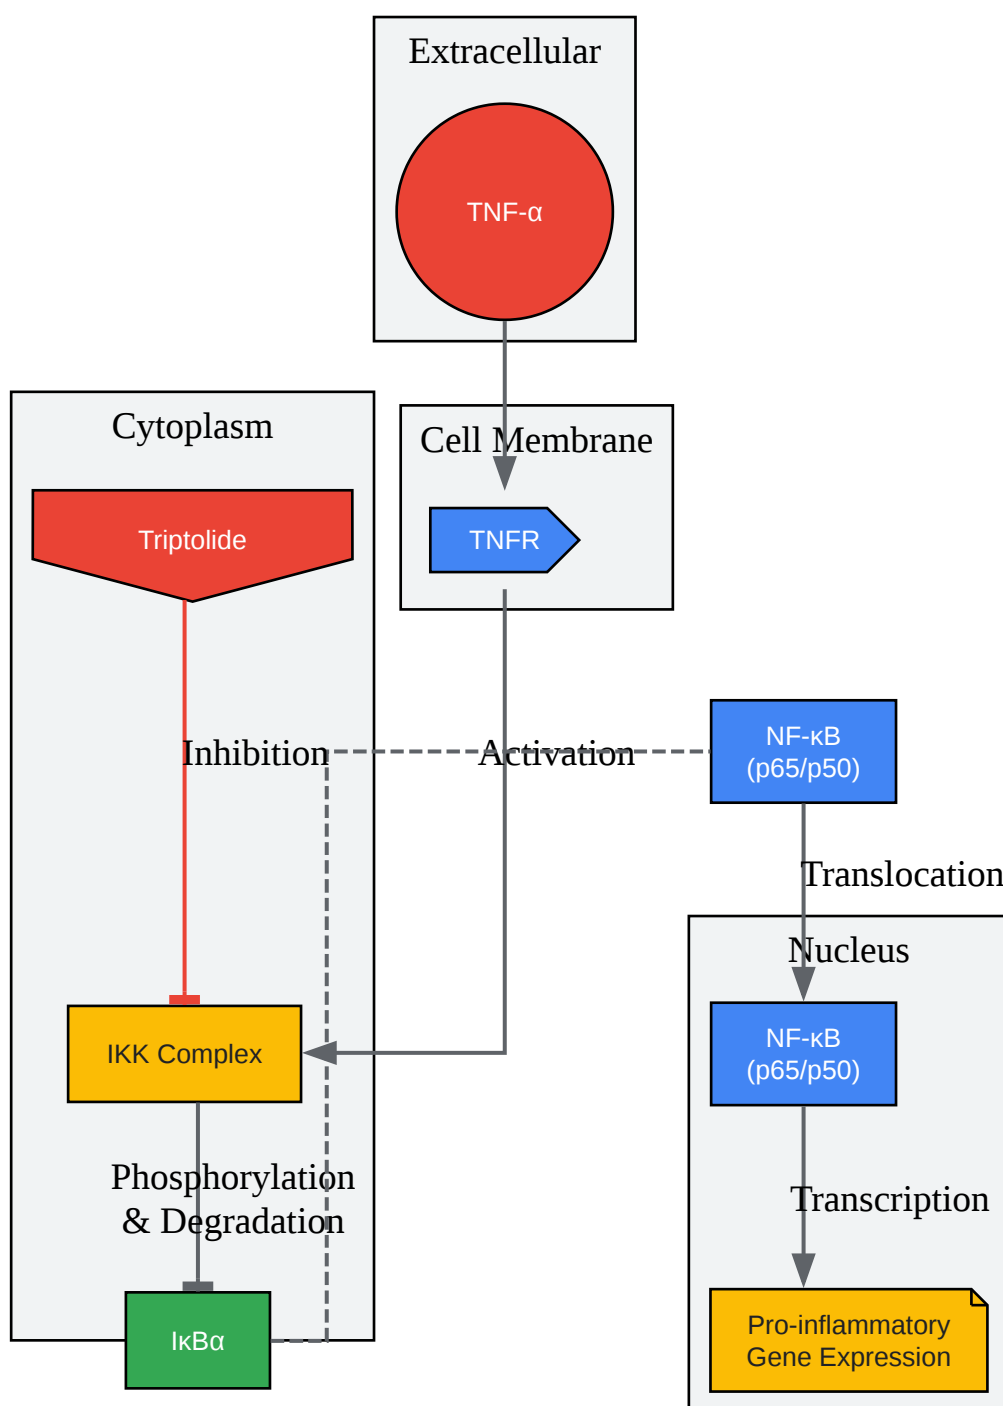 Extracellular
TNF-α
Cytoplasm
Cell Membrane
Triptolide
TNFR
Inhibition
Activation
NF-κB
(p65/p50)
Translocation
Nucleus
IKK Complex
NF-κB
(p65/p50)
Phosphorylation
& Degradation
Transcription
IκBα
Pro-inflammatory
Gene Expression